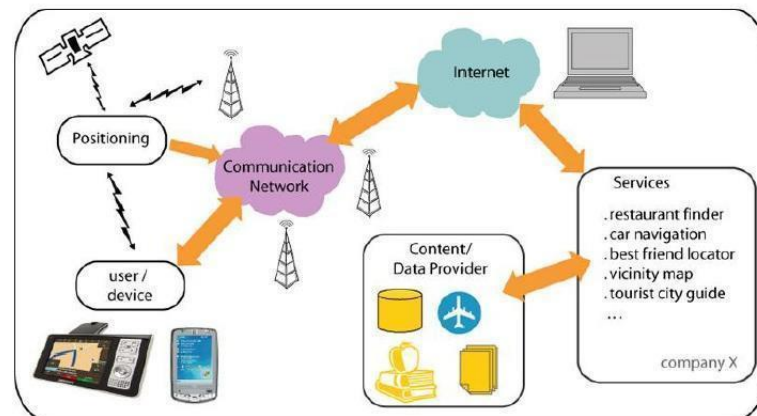 Positioning
Communication
Network
Internet
user /
device
Content/
Data Provider
Services
.restaurant finder
.car navigation
.best friend locator
.vicinity map
.tourist city guide
...
company X